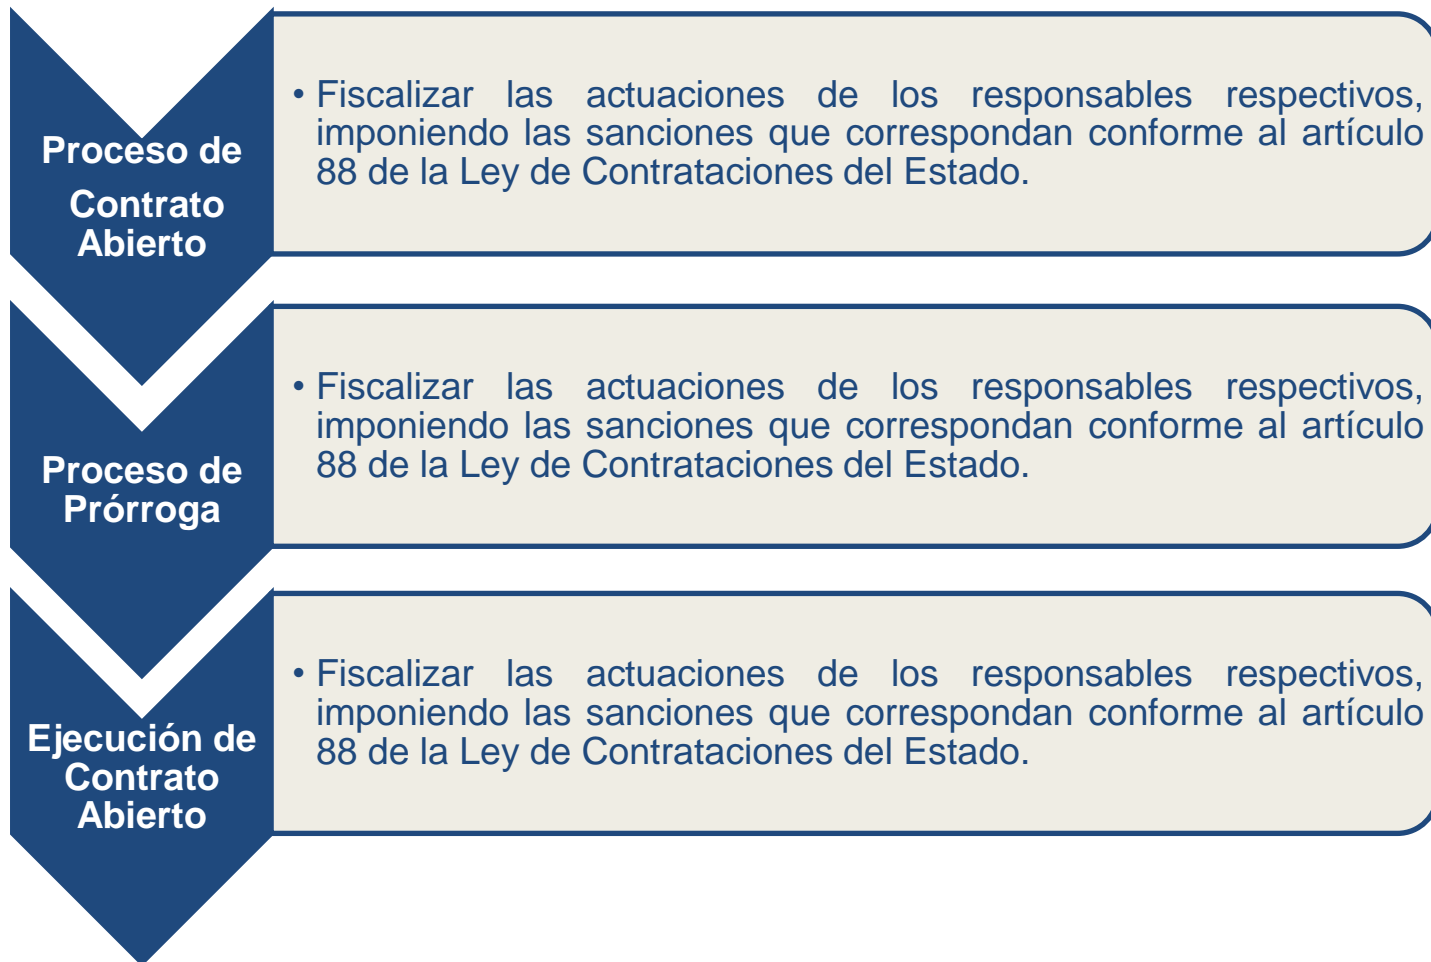 Proceso de
Contrato
Abierto
• Fiscalizar las actuaciones de los responsables respectivos,
imponiendo las sanciones que correspondan conforme al artículo
88 de la Ley de Contrataciones del Estado.
Proceso de
Prórroga
• Fiscalizar las actuaciones de los responsables respectivos,
imponiendo las sanciones que correspondan conforme al artículo
88 de la Ley de Contrataciones del Estado.
Ejecución de
Contrato
Abierto
• Fiscalizar las actuaciones de los responsables respectivos,
imponiendo las sanciones que correspondan conforme al artículo
88 de la Ley de Contrataciones del Estado.